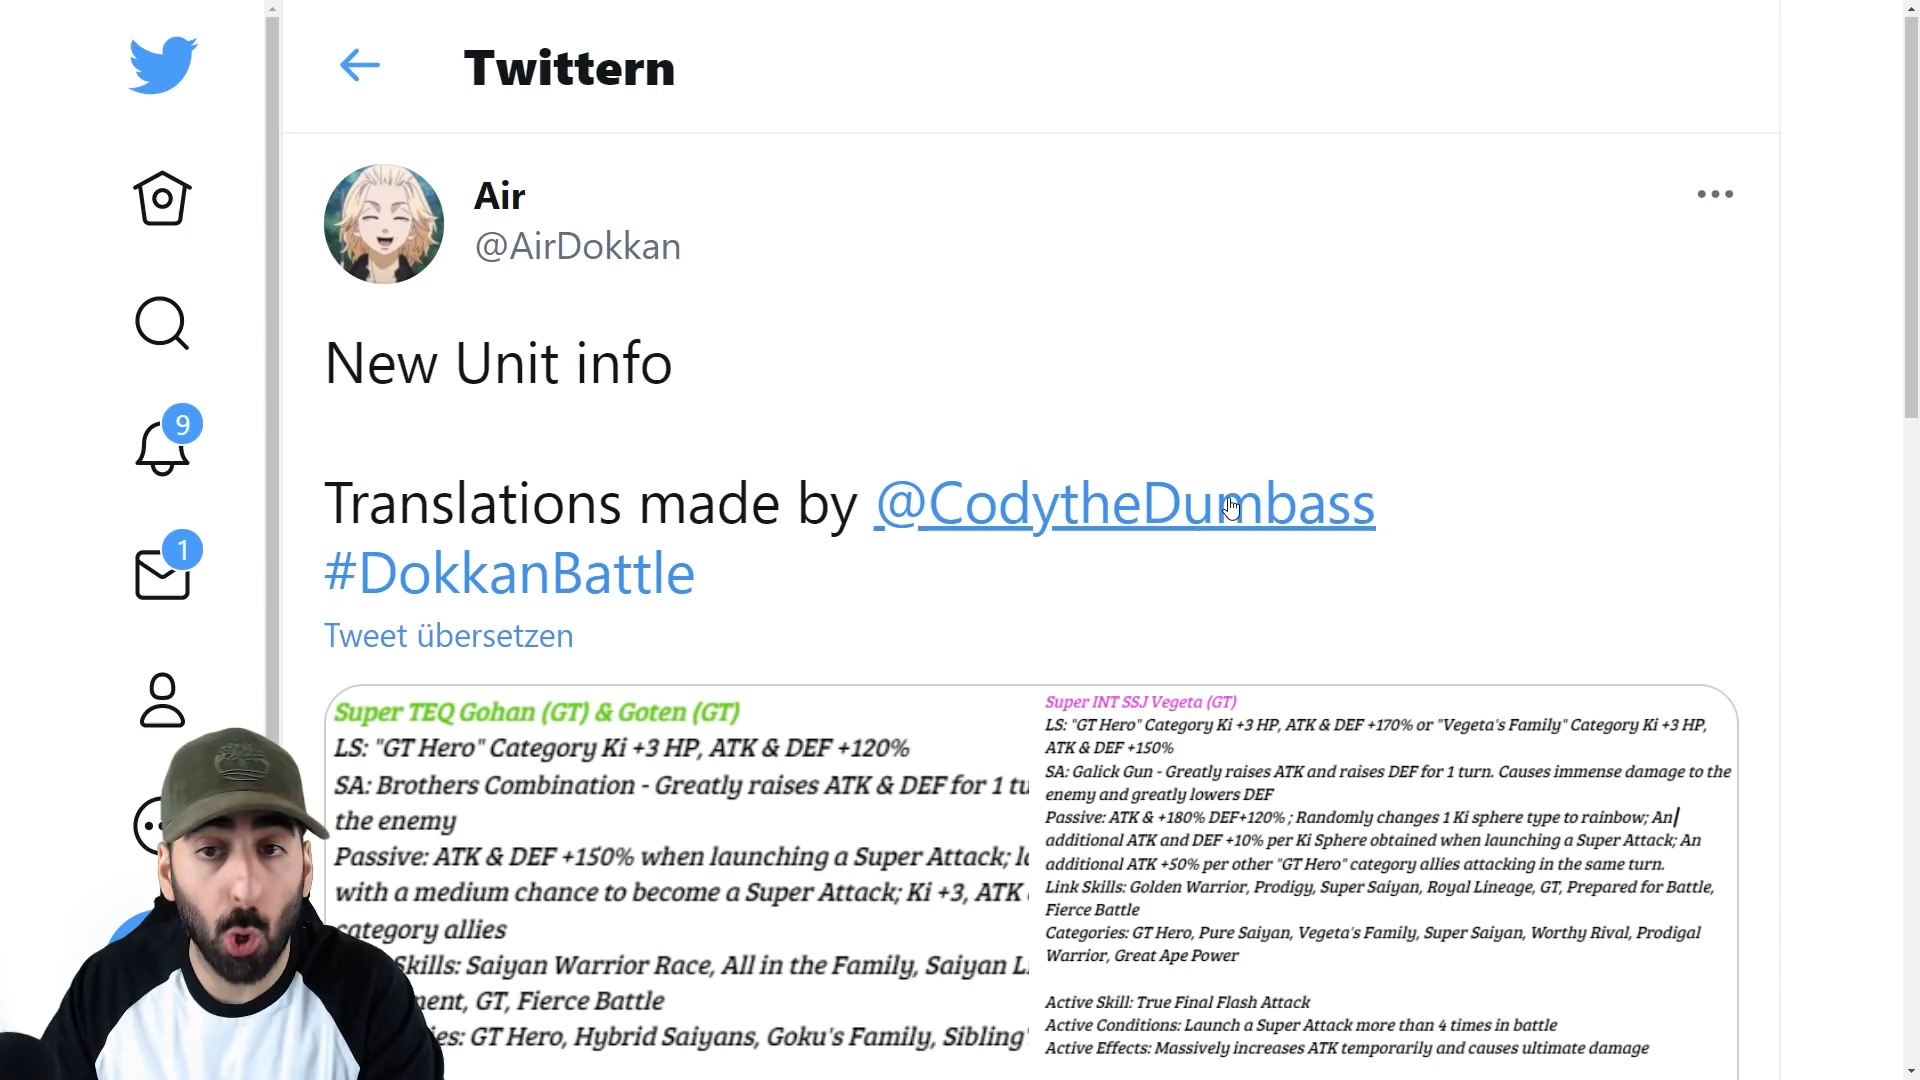 Twittern
Air
@AirDokkan
9
1
New Unit info
Translations made by @CodytheDumbass
#DokkanBattle
Tweet übersetzen
Super TEQ Gohan (GT) & Goten (GT)
LS: "GT Hero" Category Ki +3 HP, ATK & DEF +120%
SA: Brothers Combination - Greatly raises ATK & DEF for 1 tu
the enemy
Passive: ATK & DEF +150% when launching a Super Attack;
with a medium chance to become a Super Attack; Ki +3, ATK
category allies
Skills: Saiyan Warrior Race, All in the Family, Saiyan L
ment, GT, Fierce Battle
es: GT Hero, Hybrid Saiyans, Goku's Family, Sibling
Super INT SSJ Vegeta (GT)
LS: "GT Hero" Category Ki +3 HP, ATK & DEF +170% or "Vegeta's Family" Category Ki +3 HP,
ATK & DEF +150%
SA: Galick Gun - Greatly raises ATK and raises DEF for 1 turn. Causes immense damage to the
enemy and greatly lowers DEF
Passive: ATK & +180% DEF+120% ; Randomly changes 1 Ki sphere type to rainbow; An
additional ATK and DEF +10% per Ki Sphere obtained when launching a Super Attack; An
additional ATK +50% per other "GT Hero" category allies attacking in the same turn.
Link Skills: Golden Warrior, Prodigy, Super Saiyan, Royal Lineage, GT, Prepared for Battle,
Fierce Battle
Categories: GT Hero, Pure Saiyan, Vegeta's Family, Super Saiyan, Worthy Rival, Prodigal
Warrior, Great Ape Power
Active Skill: True Final Flash Attack
Active Conditions: Launch a Super Attack more than 4 times in battle
Active Effects: Massively increases ATK temporarily and causes ultimate damage